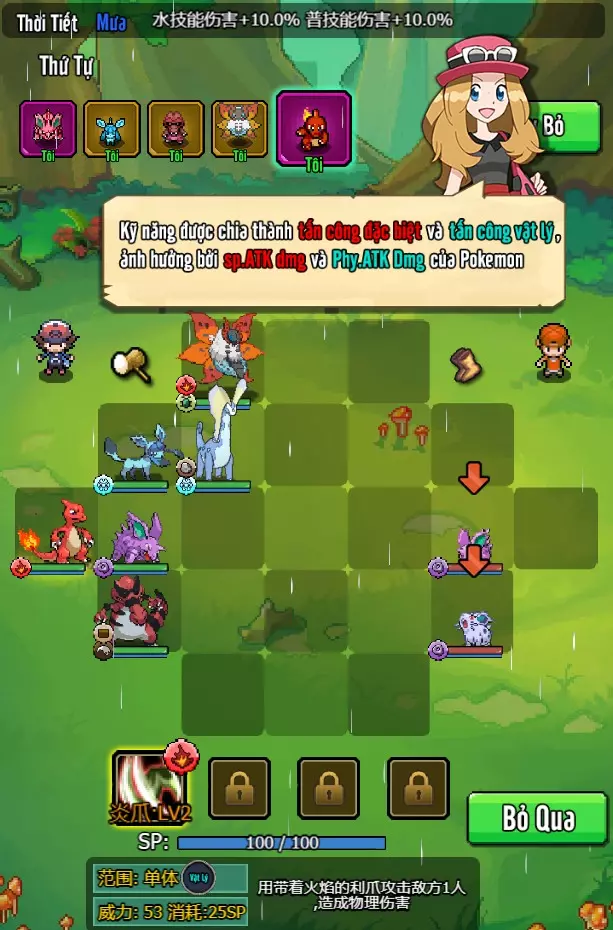 Thời Tiết Mưa 水技能伤害+10.0% 普技能伤害+10.0%
Thứ Tự
Bỏ
Tôi Tôi Tôi Tôi Tôi
Kỹ năng được chia thành tấn công đặc biệt và tấn công vật lý,
ảnh hưởng bởi sp.ATK dmg và Phy.ATK Dmg của Pokemon
炎爪:LV2
SP: 100 / 100
Bỏ Qua
范围: 单体 Vật Lý
威力: 53 消耗:25SP
用带着火焰的利爪攻击敌方1人
,造成物理伤害